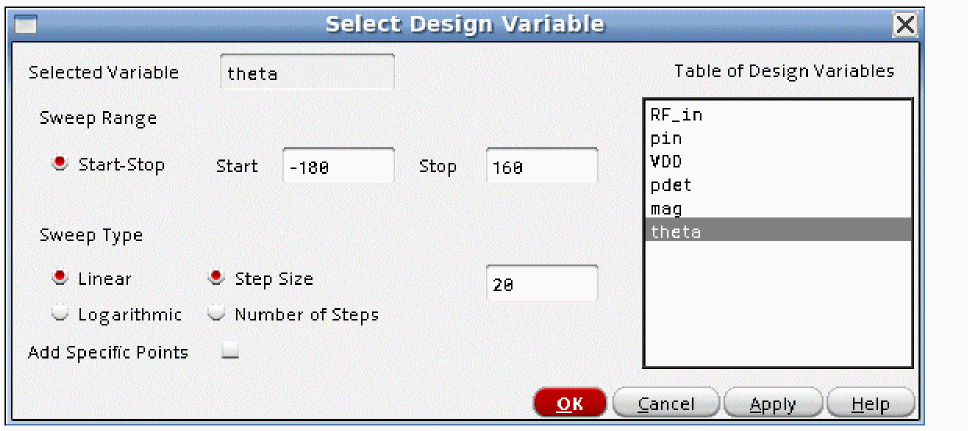 Select Design Variable
Selected Variable theta
Table of Design Variables
Sweep Range
Start-Stop Start -180 Stop 160
Sweep Type
Linear Step Size 20
Logarithmic Number of Steps
Add Specific Points
RF_in
pin
VDD
pdet
mag
theta
OK Cancel Apply Help